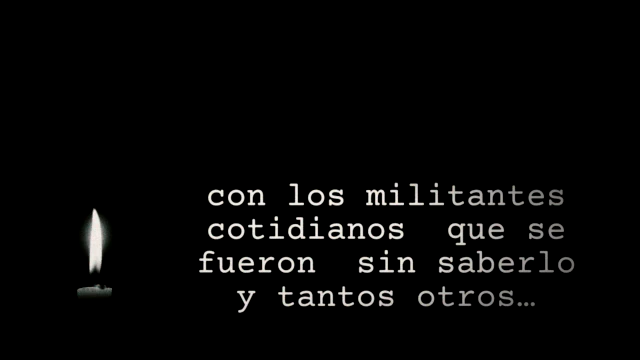 con los militantes
cotidianos que se
fueron sin saberlo
y tantos otros…